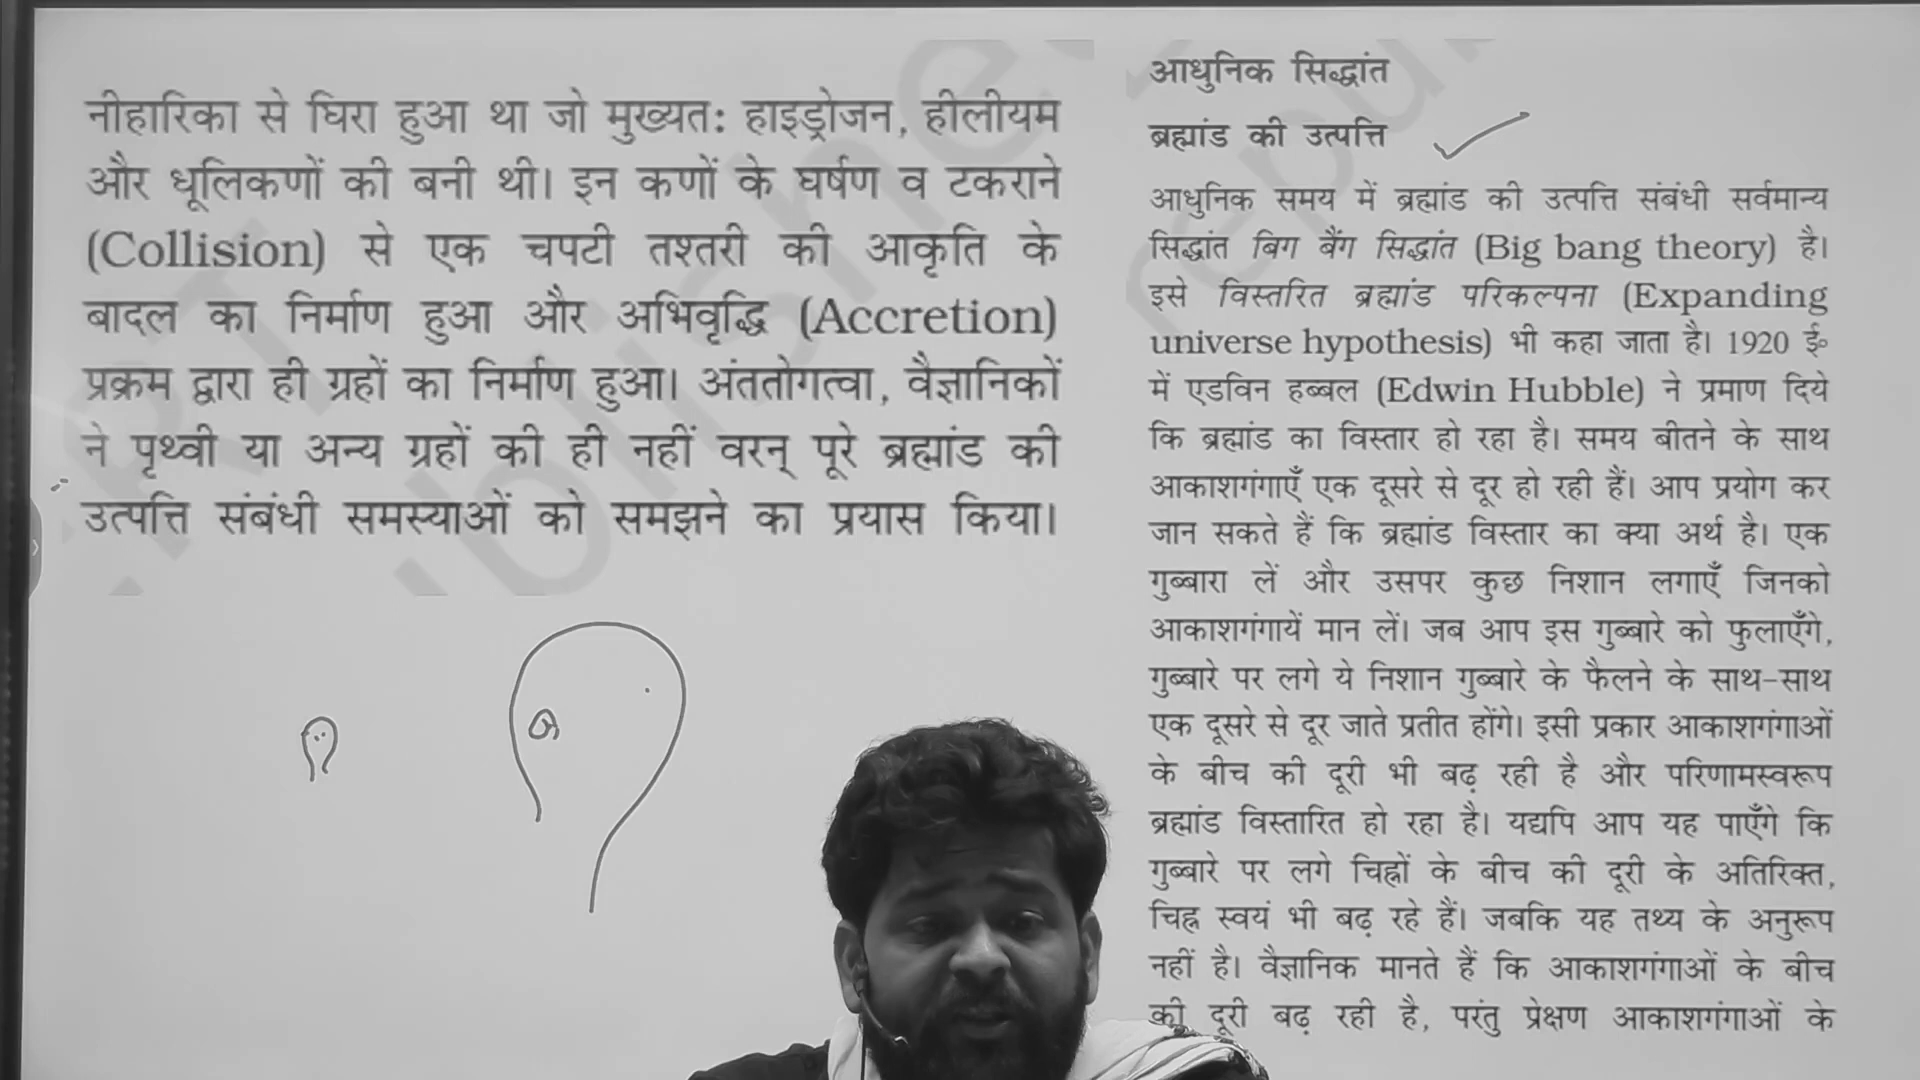 नीहारिका से घिरा हुआ था जो मुख्यतः हाइड्रोजन, हीलीयम
और धूलिकणों की बनी थी। इन कणों के घर्षण व टकराने
(Collision) से एक चपटी तश्तरी की आकृति के
बादल का निर्माण हुआ और अभिवृद्धि (Accretion)
प्रक्रम द्वारा ही ग्रहों का निर्माण हुआ। अंततोगत्वा, वैज्ञानिकों
ने पृथ्वी या अन्य ग्रहों की ही नहीं वरन् पूरे ब्रह्मांड की
उत्पत्ति संबंधी समस्याओं को समझने का प्रयास किया।
आधुनिक सिद्धांत
ब्रह्मांड की उत्पत्ति
आधुनिक समय में ब्रह्मांड की उत्पत्ति संबंधी सर्वमान्य
सिद्धांत बिग बैंग सिद्धांत (Big bang theory) है।
इसे विस्तरित ब्रह्मांड परिकल्पना (Expanding
universe hypothesis) भी कहा जाता है। 1920 ई॰
में एडविन हब्बल (Edwin Hubble) ने प्रमाण दिये
कि ब्रह्मांड का विस्तार हो रहा है। समय बीतने के साथ
आकाशगंगाएँ एक दूसरे से दूर हो रही हैं। आप प्रयोग कर
जान सकते हैं कि ब्रह्मांड विस्तार का क्या अर्थ है। एक
गुब्बारा लें और उसपर कुछ निशान लगाएँ जिनको
आकाशगंगायें मान लें। जब आप इस गुब्बारे को फुलाएँगे,
गुब्बारे पर लगे ये निशान गुब्बारे के फैलने के साथ-साथ
एक दूसरे से दूर जाते प्रतीत होंगे। इसी प्रकार आकाशगंगाओं
के बीच की दूरी भी बढ़ रही है और परिणामस्वरूप
ब्रह्मांड विस्तारित हो रहा है। यद्यपि आप यह पाएँगे कि
गुब्बारे पर लगे चिह्नों के बीच की दूरी के अतिरिक्त,
चिह्न स्वयं भी बढ़ रहे हैं। जबकि यह तथ्य के अनुरूप
नहीं है। वैज्ञानिक मानते हैं कि आकाशगंगाओं के बीच
की दूरी बढ़ रही है, परंतु प्रेक्षण आकाशगंगाओं के